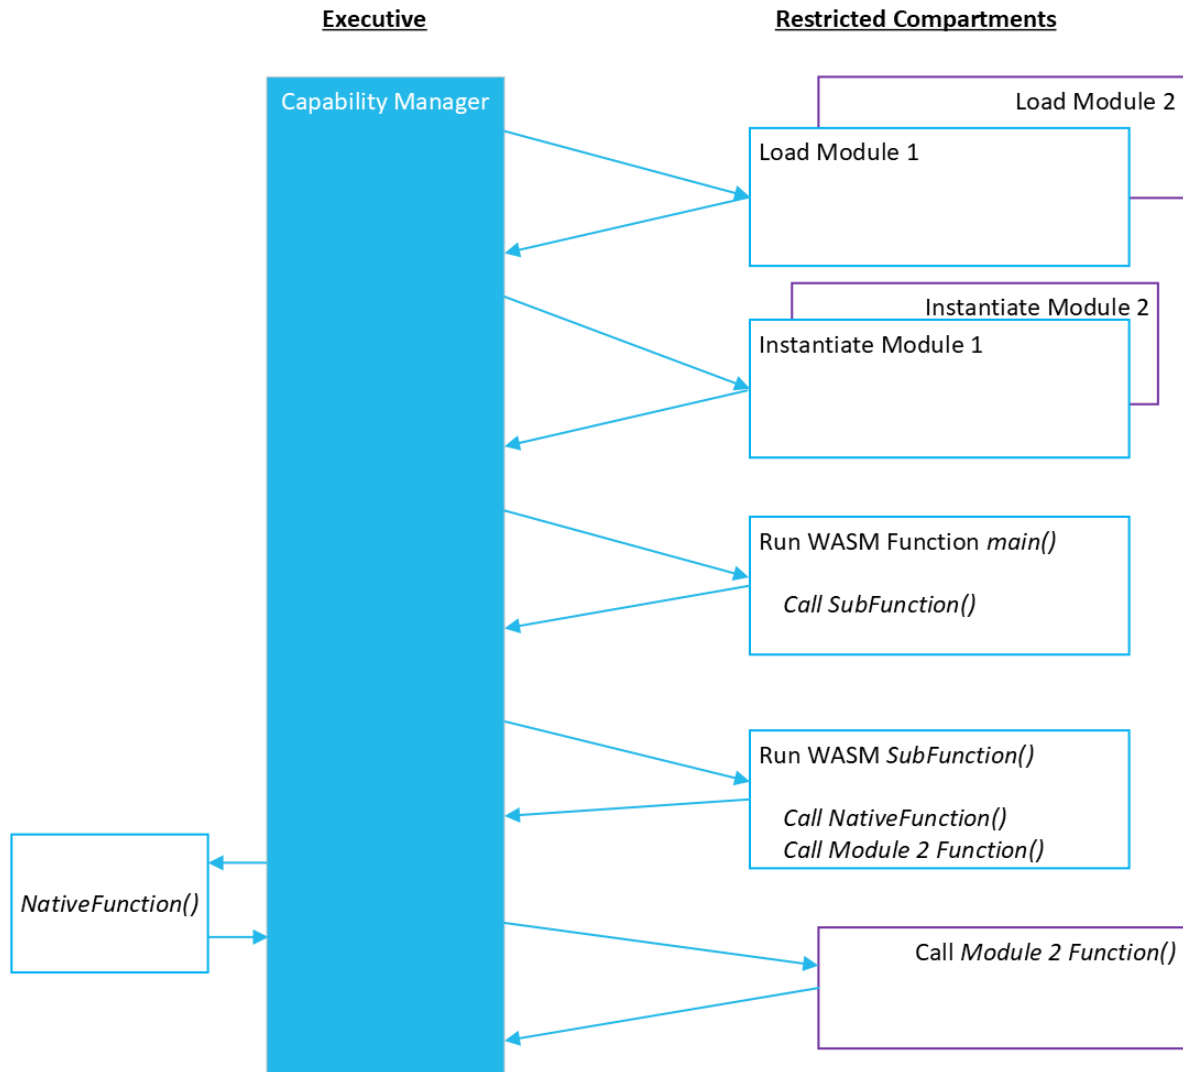 Executive
Restricted Compartments
Capability Manager
Load Module 2
Load Module 1
Instantiate Module 2
Instantiate Module 1
Run WASM Function main()
Call SubFunction()
Run WASM SubFunction()
Call NativeFunction()
Call Module 2 Function()
NativeFunction()
Call Module 2 Function()